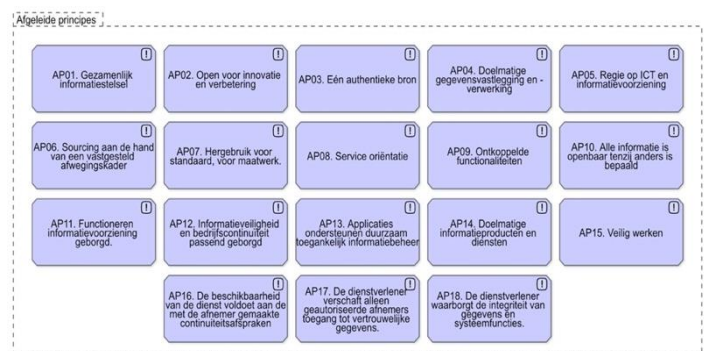 Afgeleide principes
AP01. Gezamenlijk
informatiestelsel
AP02. Open voor innovatie
en verbetering
AP03. Eén authentieke bron
AP04. Doelmatige
gegevensvastlegging en -
verwerking
AP05. Regie op ICT en
informatievoorziening
AP06. Sourcing aan de hand
van een vastgesteld
afwegingskader
AP07. Hergebruik voor
standaard, voor maatwerk.
AP08. Service oriëntatie
AP09. Ontkoppelde
functionaliteiten
AP10. Alle informatie is
openbaar tenzij anders is
bepaald
AP11. Functioneren
informatievoorziening
geborgd.
AP12. Informatieveiligheid
en bedrijfscontinuïteit
passend geborgd
AP13. Applicaties
ondersteunen duurzaam
toegankelijk informatiebeheer
AP14. Doelmatige
informatieproducten en
diensten
AP15. Veilig werken
AP16. De beschikbaarheid
van de dienst voldoet aan de
met de afnemer gemaakte
continuïteitsafspraken
AP17. De dienstverlener
verschaft alleen
geautoriseerde afnemers
toegang tot vertrouwelijke
gegevens.
AP18. De dienstverlener
waarborgt de integriteit van
gegevens en
systeemfuncties.